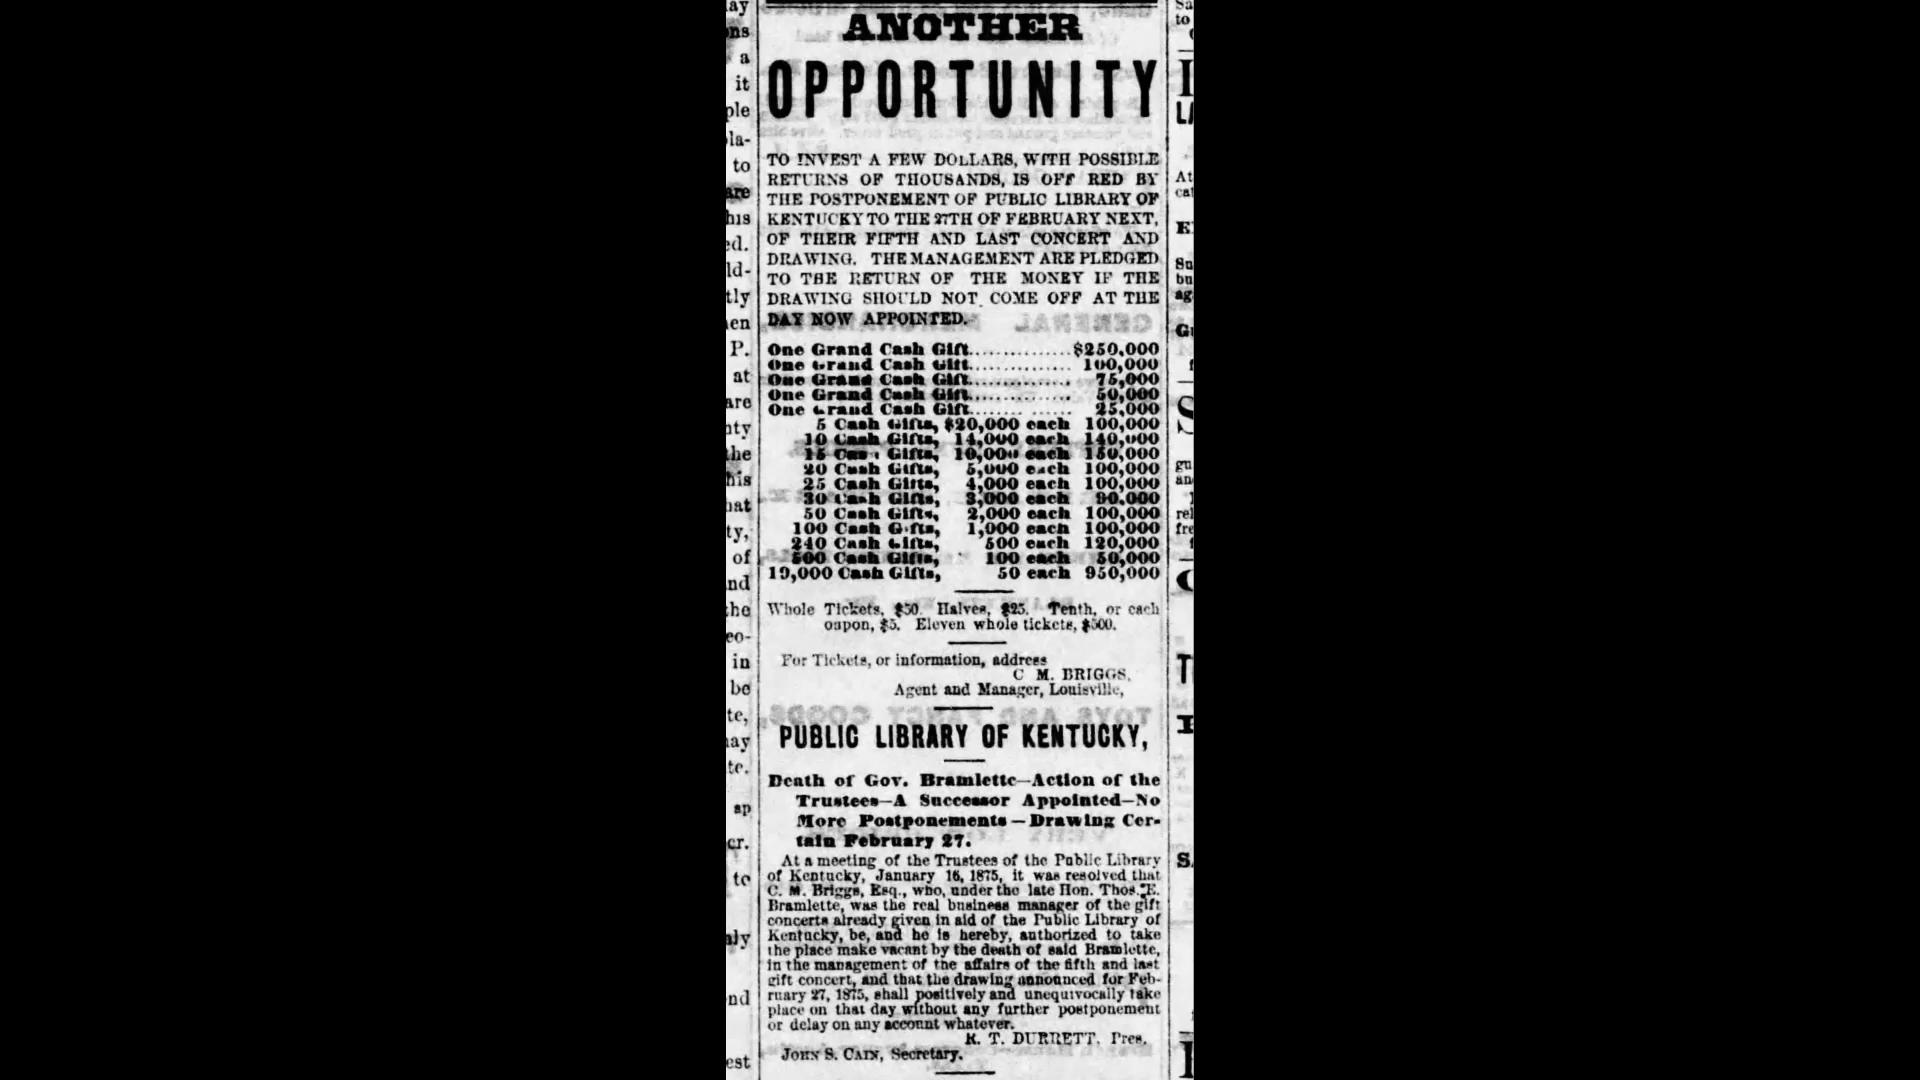 ANOTHER
OPPORTUNITY
TO INVEST A FEW DOLLARS, WITH POSSIBLE
RETURNS OF THOUSANDS, IS OFF RED BY
THE POSTPONEMENT OF PUBLIC LIBRARY OF
KENTUCKY TO THE 27TH OF FEBRUARY NEXT,
OF THEIR FIFTH AND LAST CONCERT AND
DRAWING. THE MANAGEMENT ARE PLEDGED
TO THE RETURN OF THE MONEY IF THE
DRAWING SHOULD NOT COME OFF AT THE
DAY NOW APPOINTED.
One Grand Cash Gift..............$250,000
One Grand Cash Gift.............. 100,000
One Grand Cash Gift.............. 75,000
One Grand Cash Gift.............. 50,000
One Grand Cash Gift....... ....... 25,000
5 Cash Gifts, $20,000 each 100,000
10 Cash Gifts, 14,000 each 140,000
15 Cash Gifts, 10,000 each 150,000
20 Cash Gifts, 5,000 each 100,000
25 Cash Gifts, 4,000 each 100,000
30 Cash Gifts, 3,000 each 90,000
50 Cash Gifts, 2,000 each 100,000
100 Cash Gifts, 1,000 each 100,000
240 Cash Gifts, 500 each 120,000
500 Cash Gifts, 100 each 50,000
19,000 Cash Gifts, 50 each 950,000
Whole Tickets, $50. Halves, $25. Tenth, or each
oupon, $5. Eleven whole tickets, $500.
For Tickets, or information, address
C M. BRIGGS,
Agent and Manager, Louisville,
PUBLIC LIBRARY OF KENTUCKY,
Death of Gov. Bramlette—Action of the
Trustees—A Successor Appointed—No
More Postponements—Drawing Cer-
tain February 27.
At a meeting of the Trustees of the Public Library
of Kentucky, January 16, 1875, it was resolved that
C. M. Briggs, Esq., who, under the late Hon. Thos. E.
Bramlette, was the real business manager of the gift
concerts already given in aid of the Public Library of
Kentucky, be, and he is hereby, authorized to take
the place make vacant by the death of said Bramlette,
in the management of the affairs of the fifth and last
gift concert, and that the drawing announced for Feb-
ruary 27, 1875, shall positively and unequivocally take
place on that day without any further postponement
or delay on any account whatever.
R. T. DURRETT, Pres.
JOHN S. CAIN, Secretary.